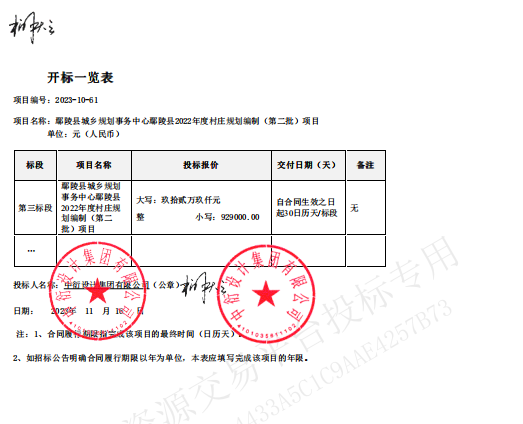 开标一览表
项目编号：2023-10-61
项目名称：鄢陵县城乡规划事务中心鄢陵县2022年度村庄规划编制（第二批）项目
单位：元（人民币）
标段 项目名称 投标报价 交付日期（天） 备注
第三标段 鄢陵县城乡规划事务中心鄢陵县2022年度村庄规划编制（第二批）项目 大写：玖拾贰万玖仟元整 小写：929000.00 自合同生效之日起30日历天/标段 无
…
投标人名称：中衍设计集团有限公司（公章）
日期： 2023年 11 月 日
注：1、合同履行期限指完成该项目的最终时间（日历天）。
2、如招标公告明确合同履行期限以年为单位，本表应填写完成该项目的年限。